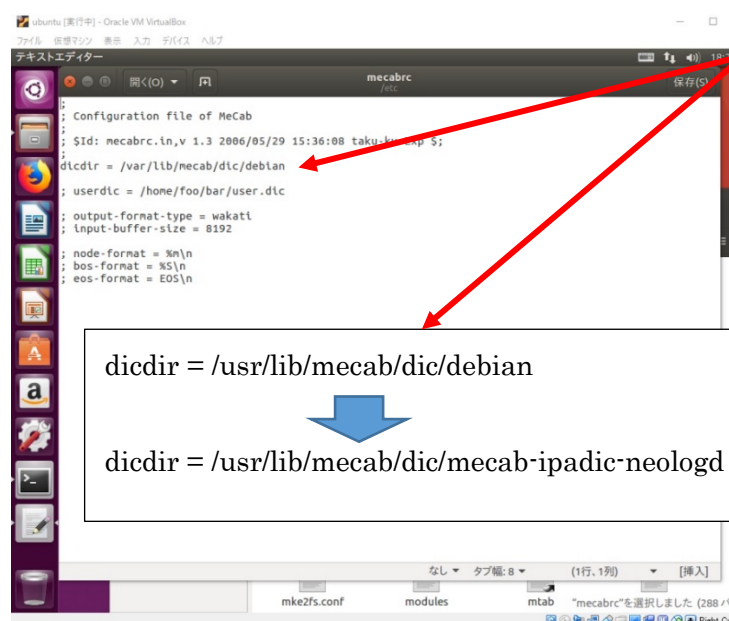 ubuntu [実行中] - Oracle VM VirtualBox
ファイル 仮想マシン 表示 入力 デバイス ヘルプ
テキストエディター
開く(O)
mecabrc
/etc
保存(S)
;
; Configuration file of MeCab
;
; $Id: mecabrc.in,v 1.3 2006/05/29 15:36:08 $;
;
dicdir = /var/lib/mecab/dic/debian
; userdic = /home/foo/bar/user.dic
; output-format-type = wakati
; input-buffer-size = 8192
; node-format = %m\n
; bos-format = %S\n
; eos-format = EOS\n
dicdir = /usr/lib/mecab/dic/debian
dicdir = /usr/lib/mecab/dic/mecab-ipadic-neologd
なし タブ幅: 8 (1行、1列) [挿入]
mke2fs.conf modules mtab "mecabrc"を選択しました (288